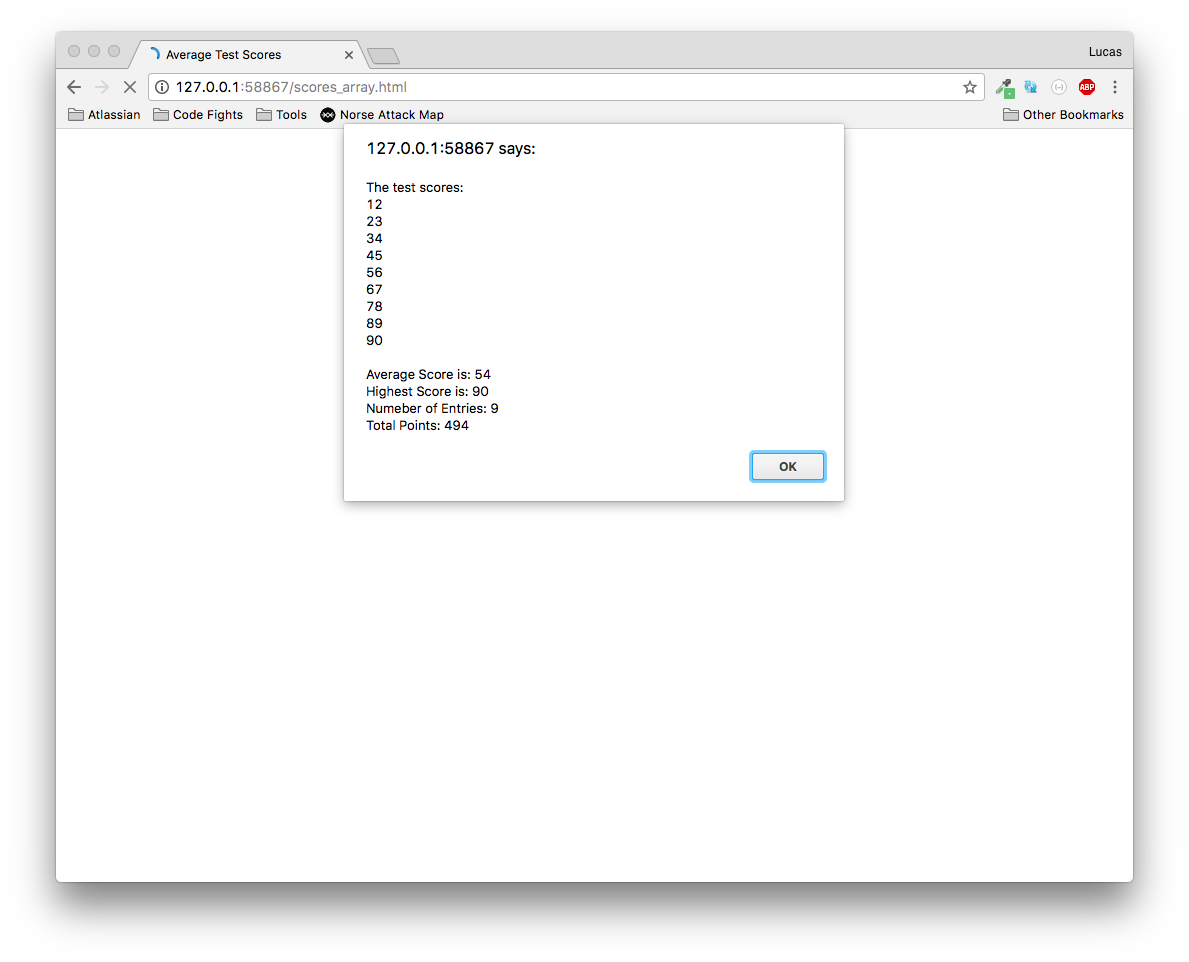 Average Test Scores
Lucas
127.0.0.1:58867/scores_array.html
ABP
Atlassian Code Fights Tools Norse Attack Map Other Bookmarks
127.0.0.1:58867 says:
The test scores:
12
23
34
45
56
67
78
89
90
Average Score is: 54
Highest Score is: 90
Numeber of Entries: 9
Total Points: 494
OK